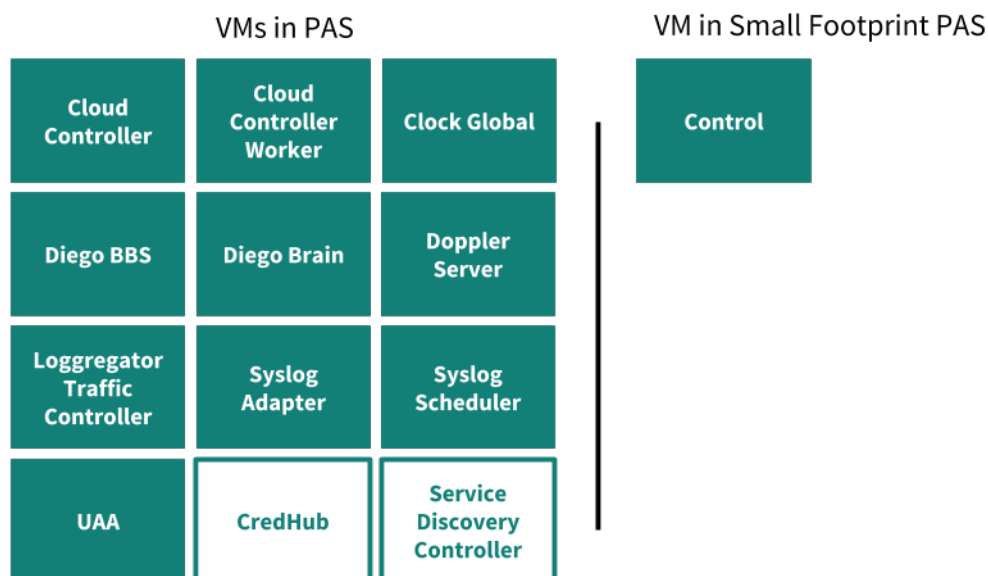 VMs in PAS
VM in Small Footprint PAS
Cloud
Controller
Cloud
Controller
Worker
Clock Global
Control
Diego BBS
Diego Brain
Doppler
Server
Loggregator
Traffic
Controller
Syslog
Adapter
Syslog
Scheduler
UAA
CredHub
Service
Discovery
Controller